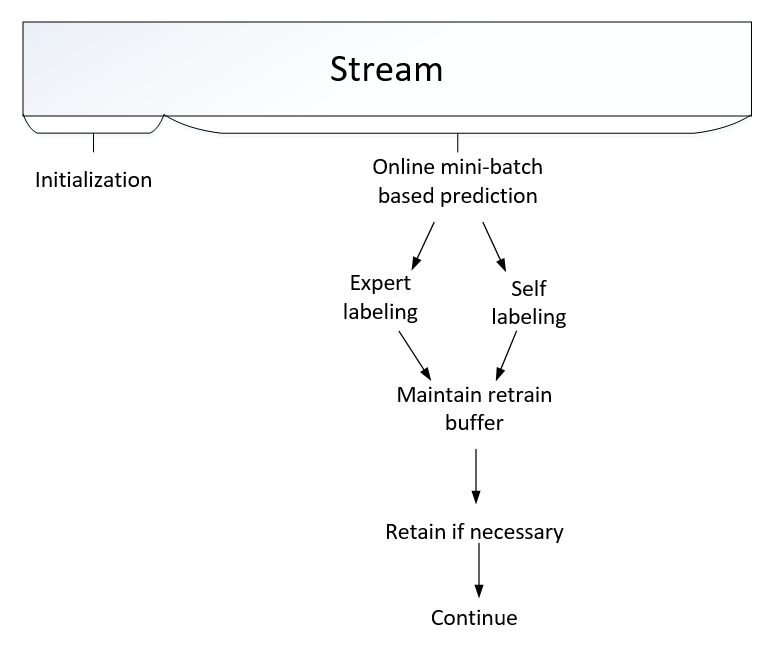 Stream
Initialization
Online mini-batch
based prediction
Expert
labeling
Self
labeling
Maintain retrain
buffer
Retain if necessary
Continue